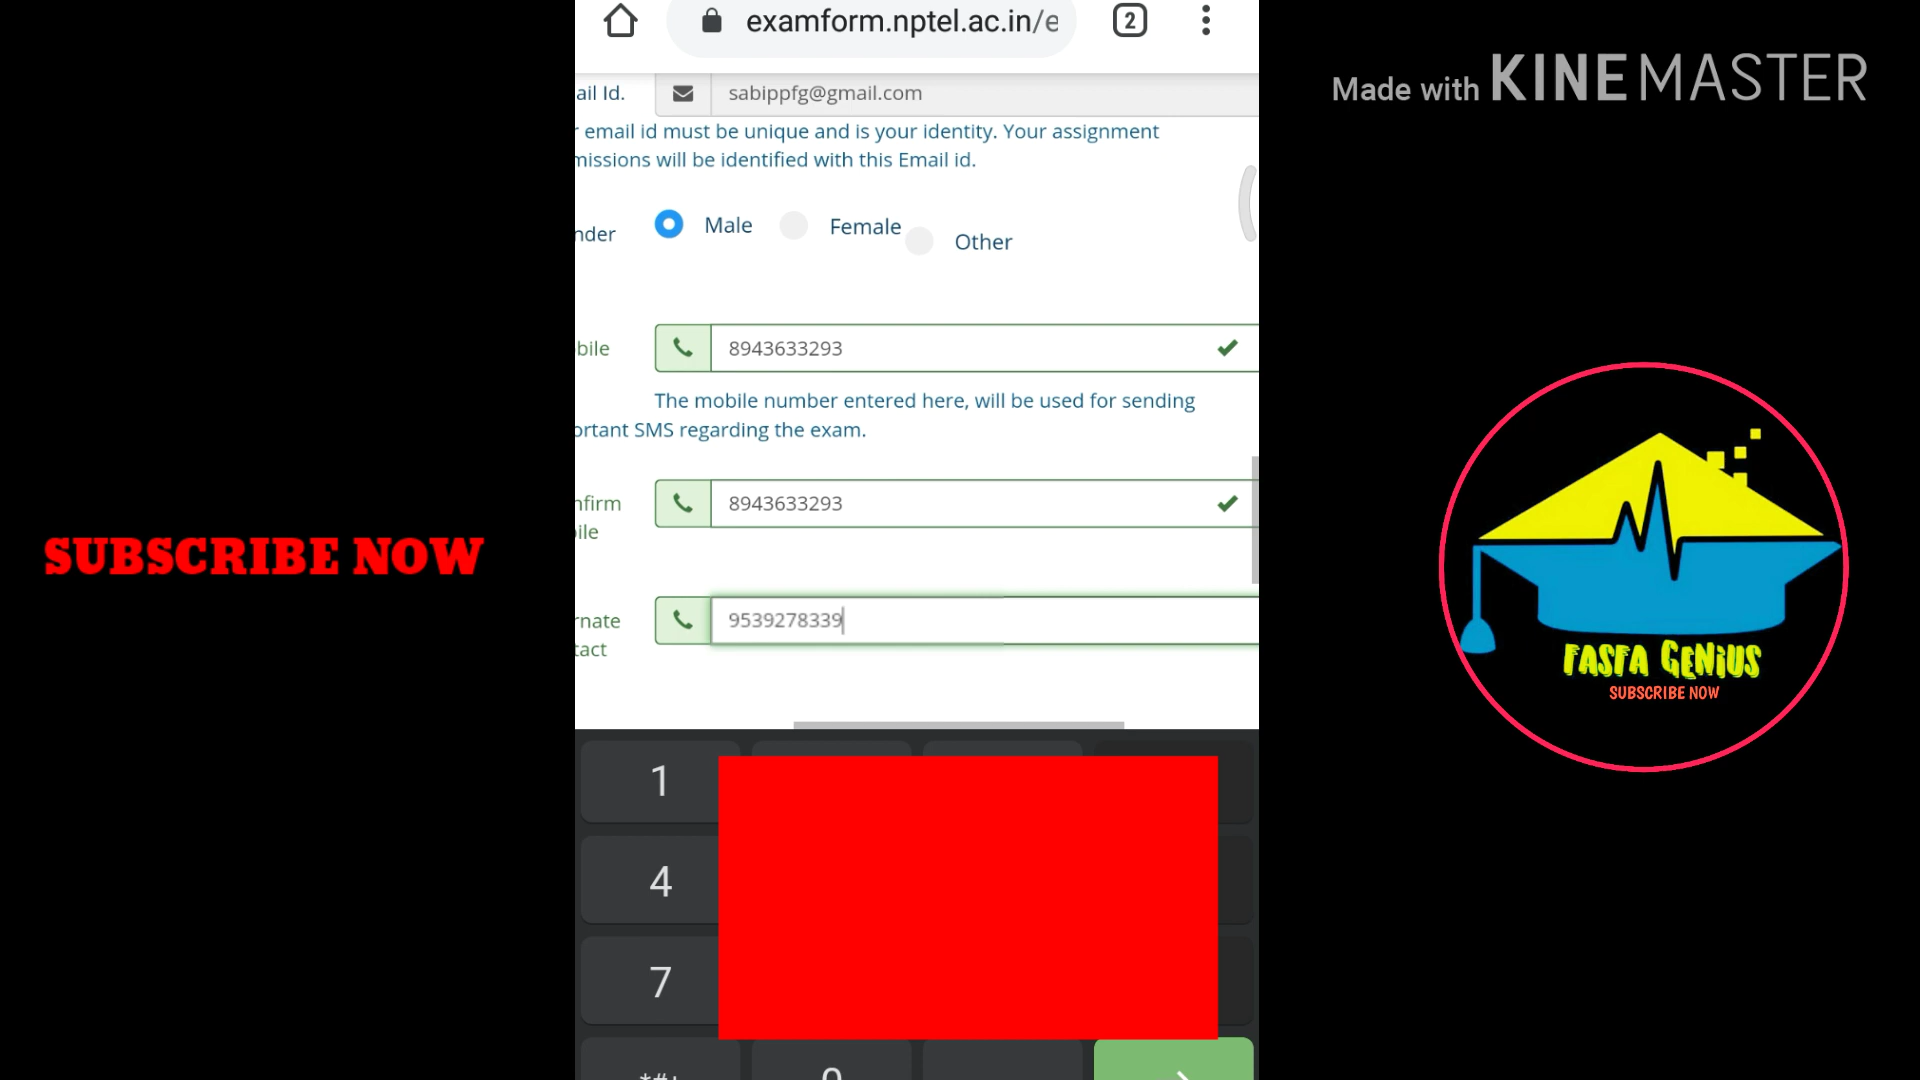 examform.nptel.ac.in/e
2
Made with KINEMASTER
ail Id.
sabippfg@gmail.com
email id must be unique and is your identity. Your assignment
missions will be identified with this Email id.
nder
Male
Female
Other
bile
8943633293
The mobile number entered here, will be used for sending
ortant SMS regarding the exam.
nfirm
ile
8943633293
SUBSCRIBE NOW
rnate
tact
9539278339
FASFA GENIUS
SUBSCRIBE NOW
1
4
7